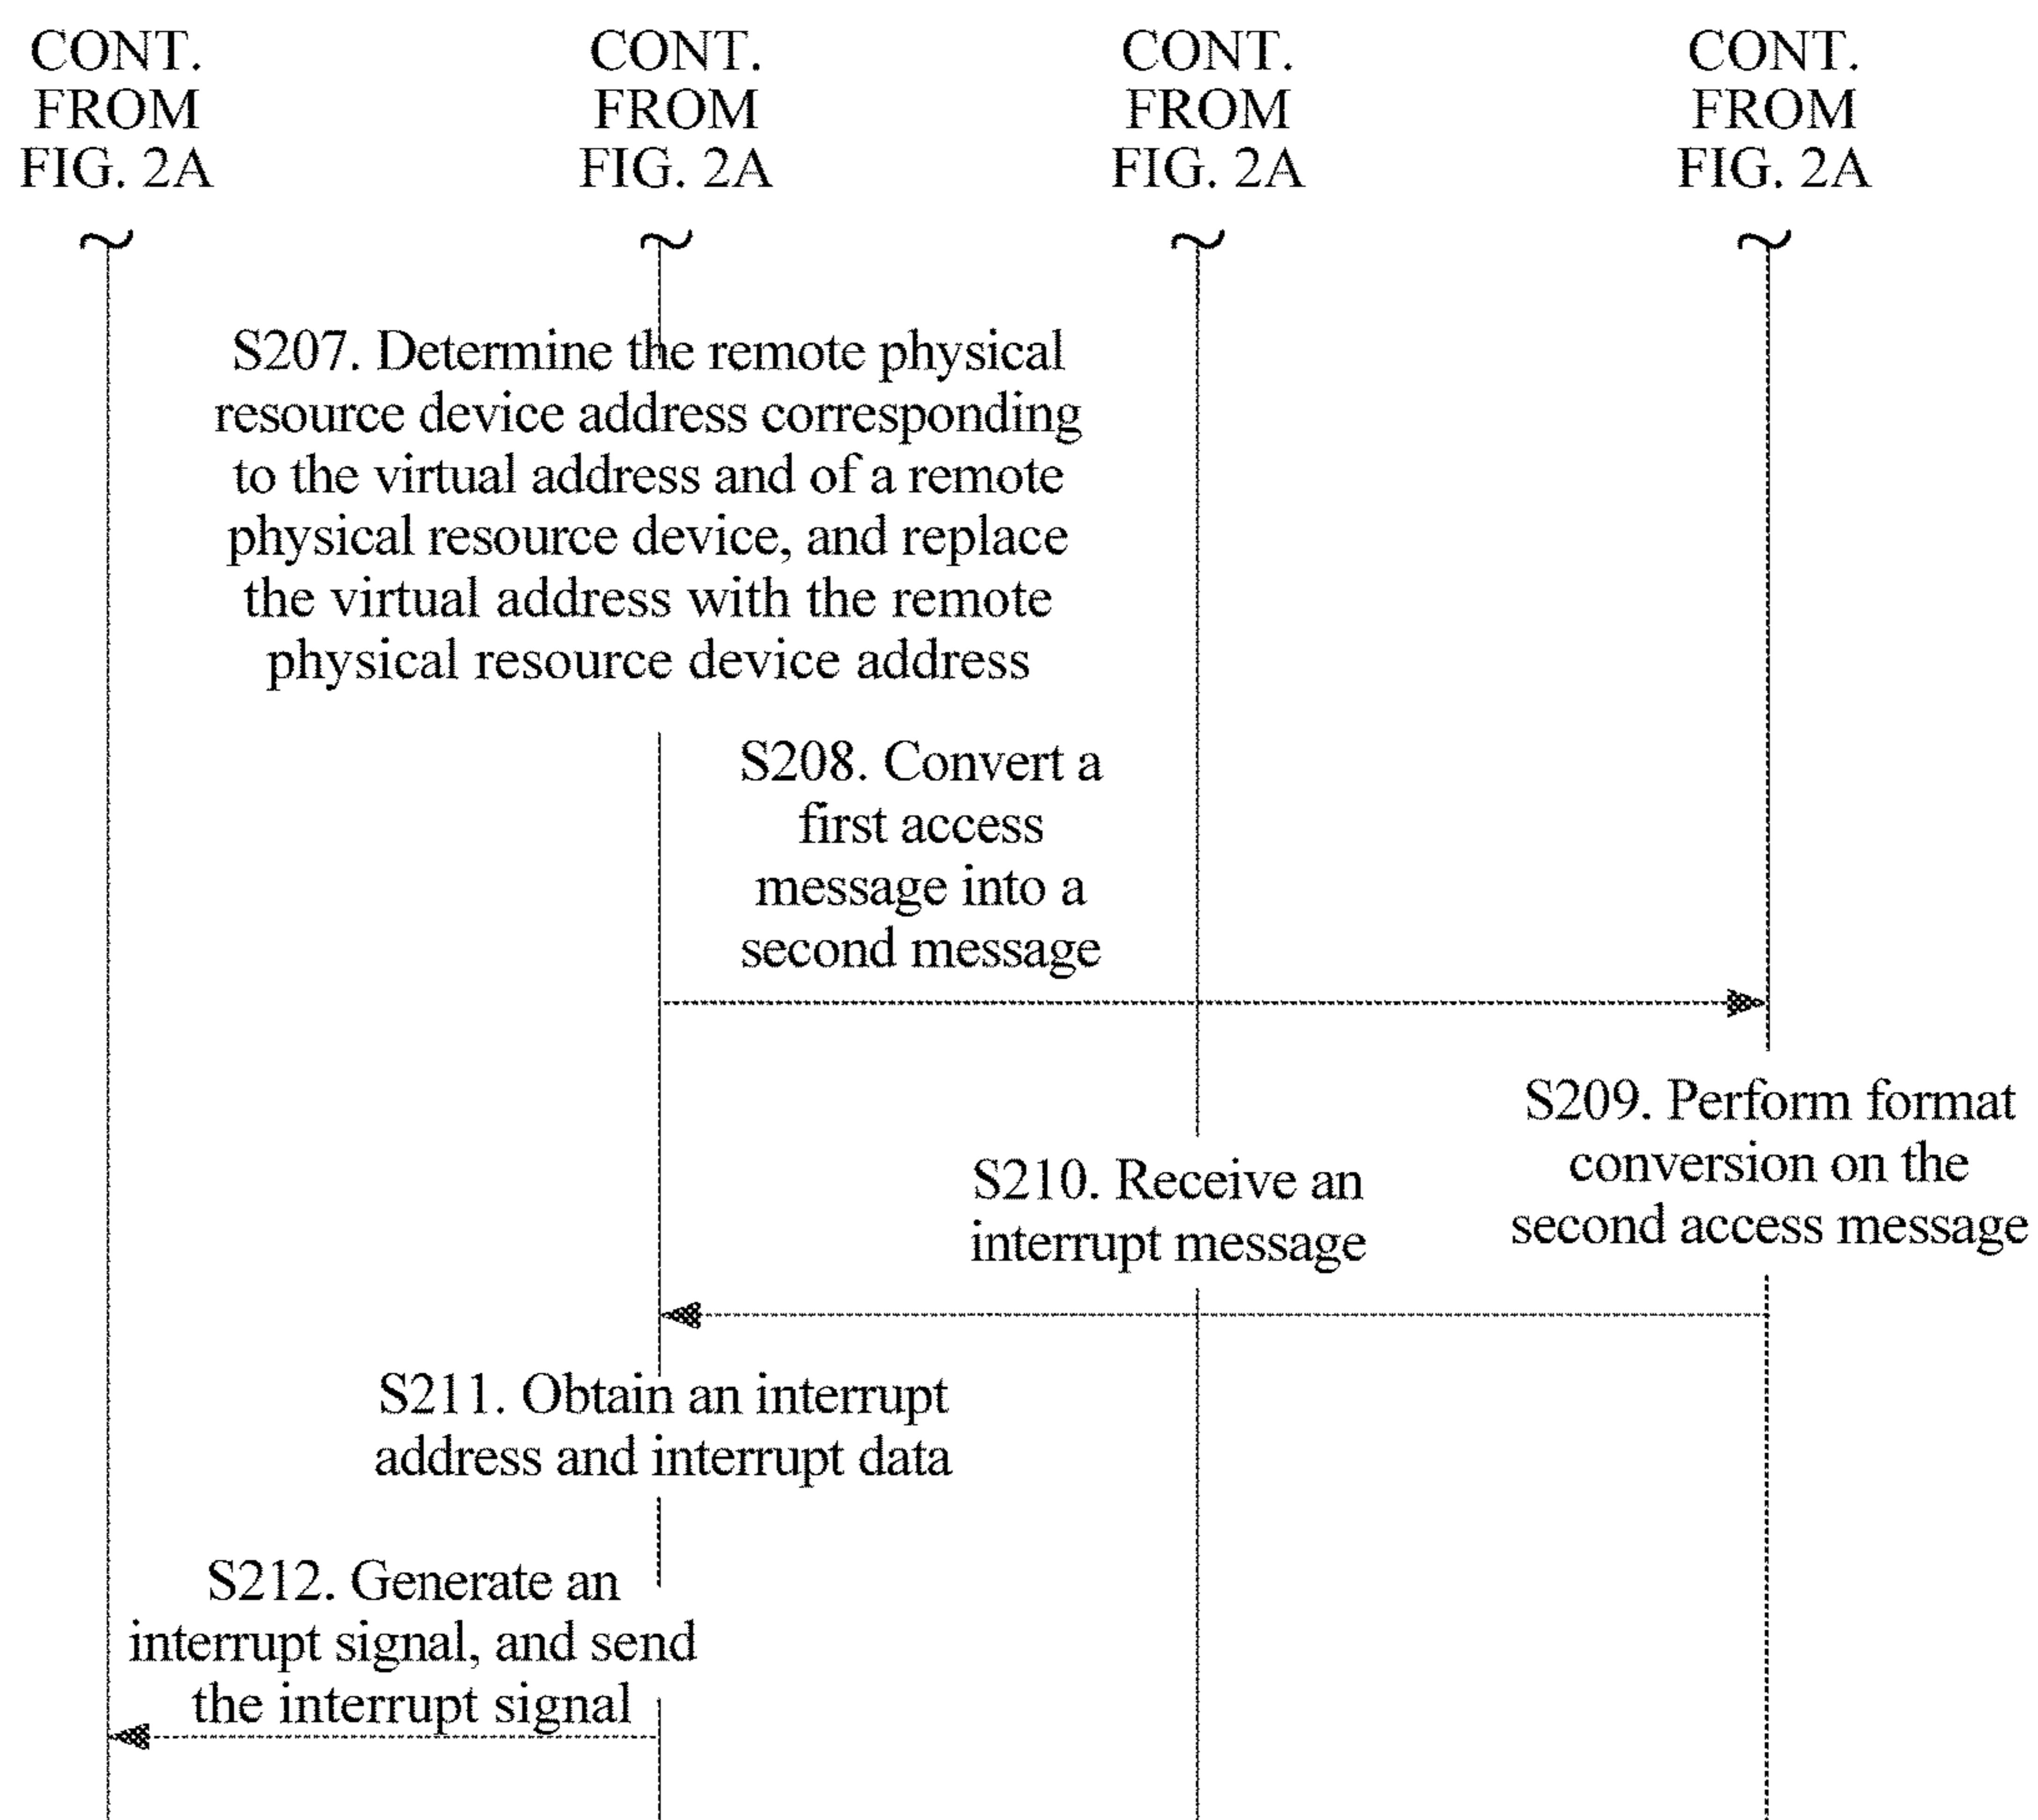 CONT.
FROM
FIG. 2A
CONT.
FROM
FIG. 2A
CONT.
FROM
FIG. 2A
CONT.
FROM
FIG. 2A
S207. Determine the remote physical
resource device address corresponding
to the virtual address and of a remote
physical resource device, and replace
the virtual address with the remote
physical resource device address
S208. Convert a
first access
message into a
second message
S209. Perform format
conversion on the
second access message
S210. Receive an
interrupt message
S211. Obtain an interrupt
address and interrupt data
S212. Generate an
interrupt signal, and send
the interrupt signal